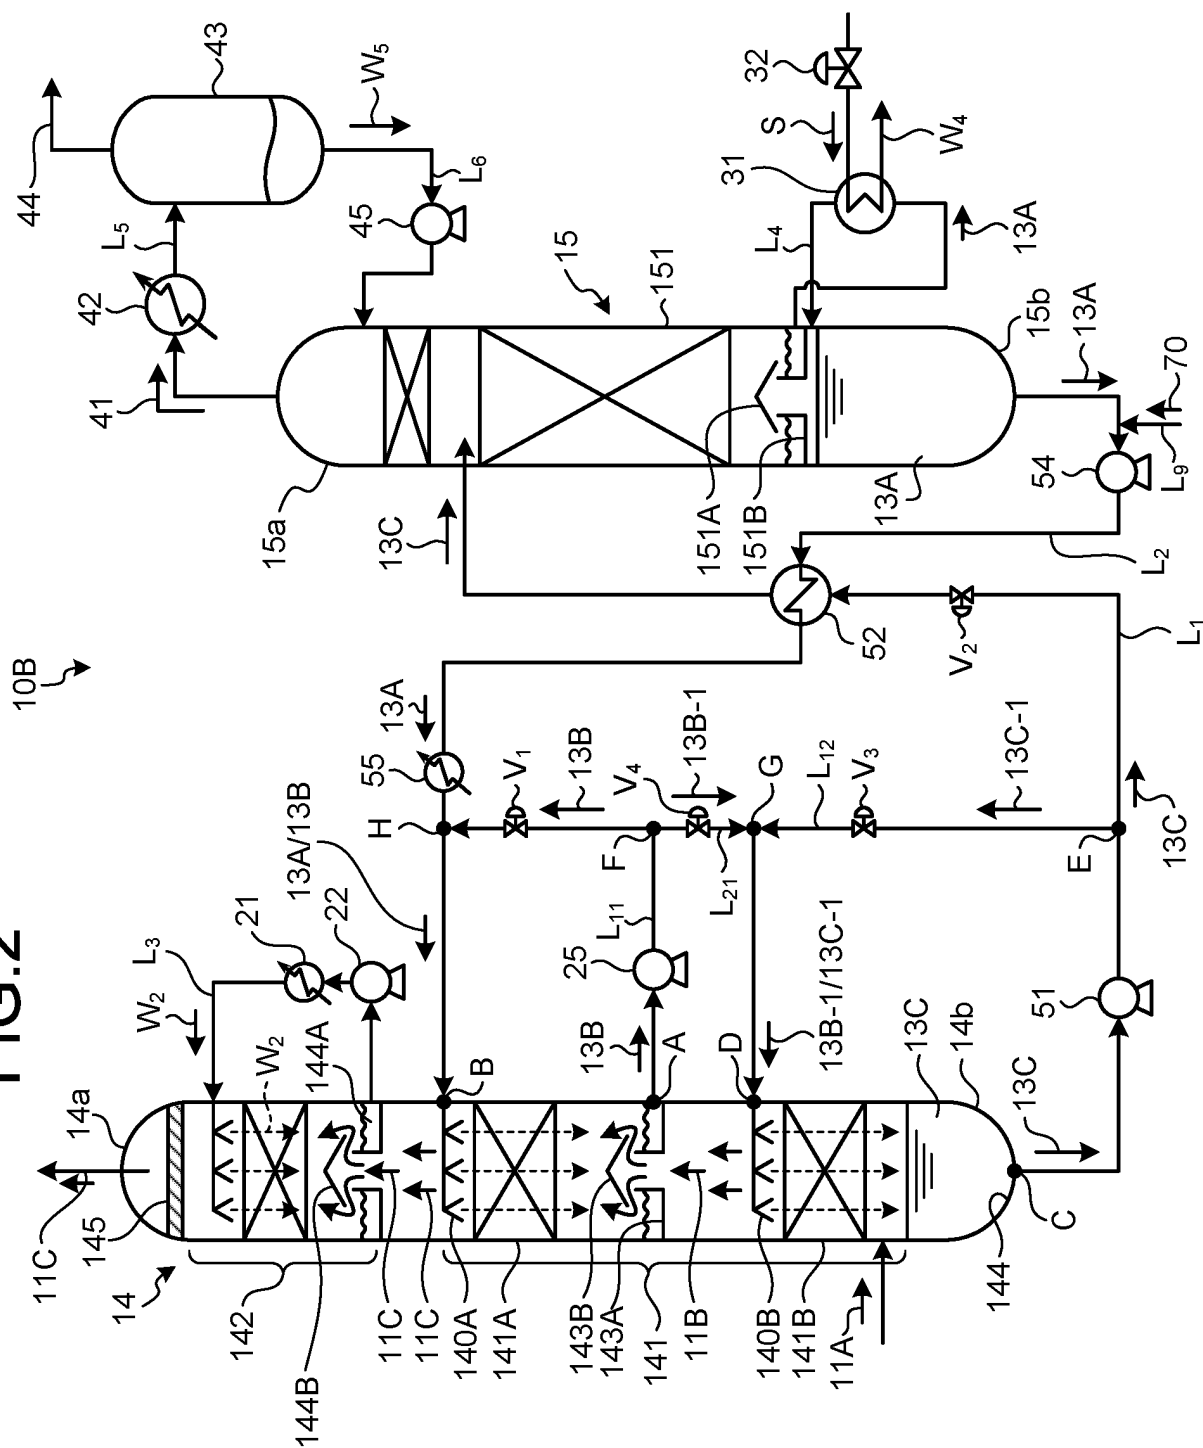 FIG.2
10B
44
43
W5
L5
L6
42
45
41
15
151
15a
13C
151A
151B
13A
15b
13A
70
54
L9
L2
32
S
31
W4
L4
13A
52
V2
L1
13A
55
H
13A/13B
V1
13B
V4
13B-1
G
L12
V3
13C-1
F
L21
E
13C
L3
21
22
L11
25
13B-1/13C-1
W2
W2
144A
B
13B
A
D
13C
14b
51
13C
14a
11C
145
14
142
144B
11C
11C
140A
141A
143B
143A
141
11B
140B
141B
11A
144
C